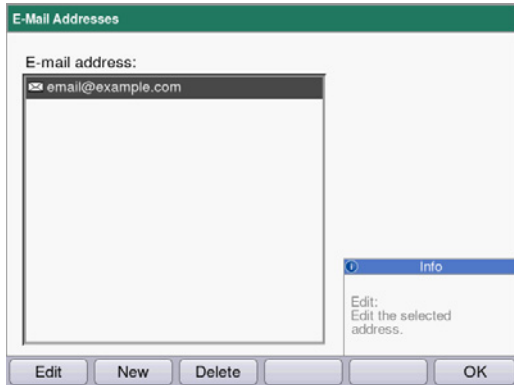 E-Mail Addresses
E-mail address:
email@example.com
Info
Edit:
Edit the selected
address.
Edit
New
Delete
OK